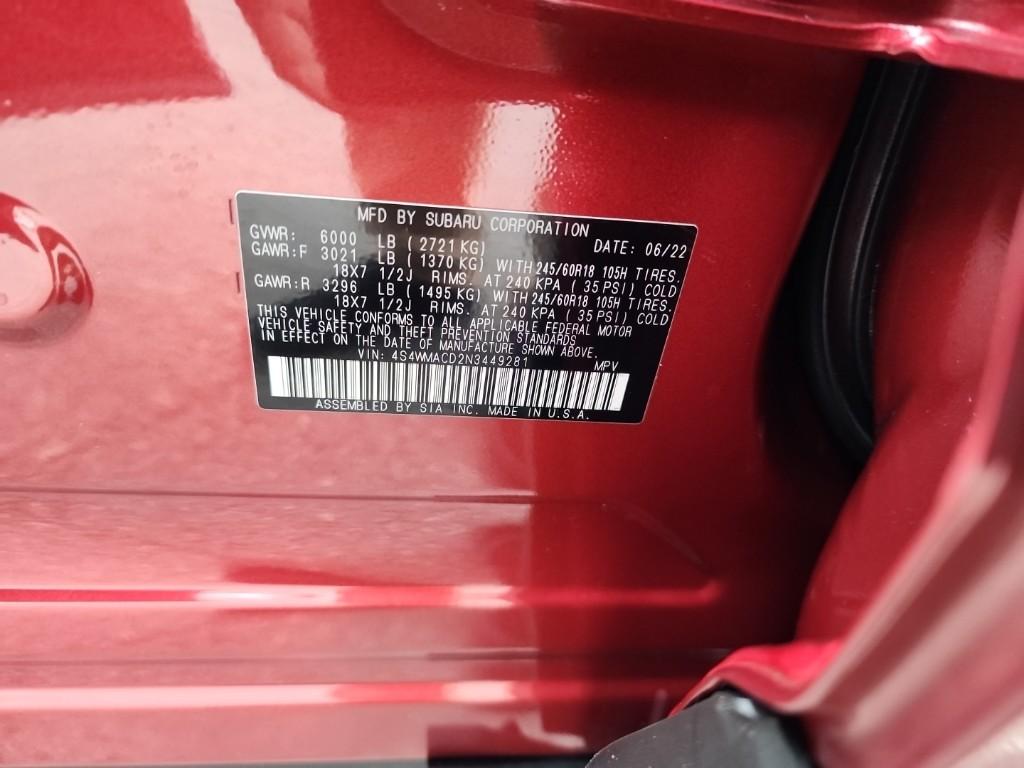 MFD BY SUBARU CORPORATION
GVWR: 6000 LB ( 2721 KG) DATE: 06/22
GAWR:F 3021 LB ( 1370 KG) WITH 245/60R18 105H TIRES.
18X7 1/2J RIMS. AT 240 KPA ( 35 PSI) COLD
GAWR:R 3296 LB ( 1495 KG) WITH 245/60R18 105H TIRES.
18X7 1/2J RIMS. AT 240 KPA ( 35 PSI) COLD
THIS VEHICLE CONFORMS TO ALL APPLICABLE FEDERAL MOTOR
VEHICLE SAFETY AND THEFT PREVENTION STANDARDS
IN EFFECT ON THE DATE OF MANUFACTURE SHOWN ABOVE.
VIN: 4S4WMACD2N3449281 MPV
ASSEMBLED BY SIA INC. MADE IN U.S.A.